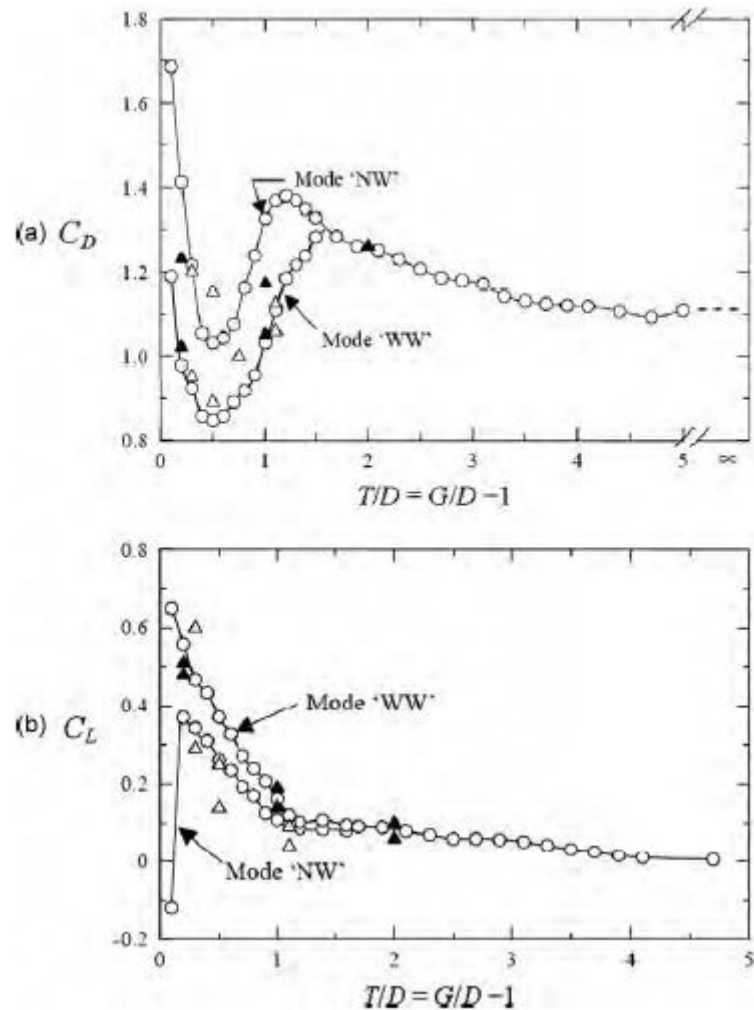 1.8
1.6
Mode ‘NW’
1.4
(a) C_D
1.2
1.0
Mode ‘WW’
0.8
0 1 2 3 4 5 ∞
T/D = G/D −1
0.8
0.6
0.4
Mode ‘WW’
(b) C_L
0.2
0
Mode ‘NW’
-0.2
0 1 2 3 4 5
T/D = G/D −1